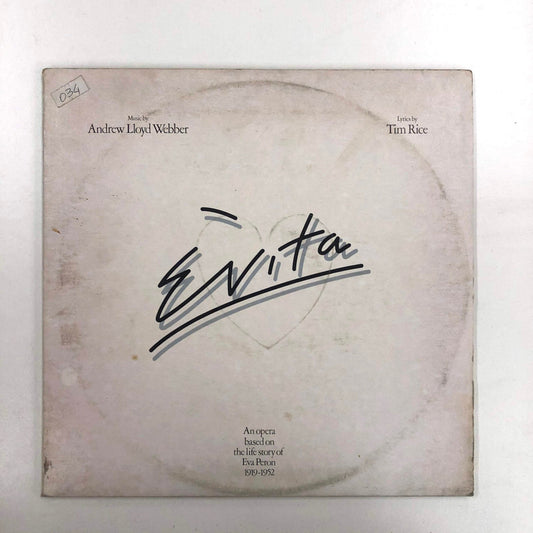 034
Music by
Andrew Lloyd Webber
Lyrics by
Tim Rice
Evita
An opera
based on
the life story of
Eva Peron
1919-1952